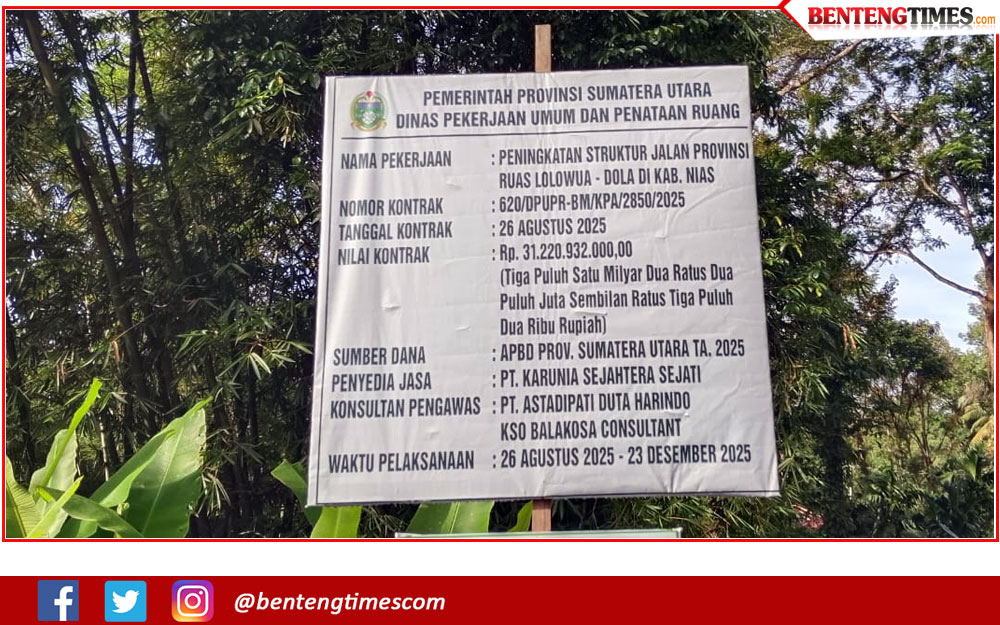 BENTENGTIMES.com
PEMERINTAH PROVINSI SUMATERA UTARA
DINAS PEKERJAAN UMUM DAN PENATAAN RUANG
NAMA PEKERJAAN : PENINGKATAN STRUKTUR JALAN PROVINSI
RUAS LOLOWUA - DOLA DI KAB. NIAS
NOMOR KONTRAK : 620/DPUPR-BM/KPA/2850/2025
TANGGAL KONTRAK : 26 AGUSTUS 2025
NILAI KONTRAK : Rp. 31.220.932.000,00
(Tiga Puluh Satu Milyar Dua Ratus Dua
Puluh Juta Sembilan Ratus Tiga Puluh
Dua Ribu Rupiah)
SUMBER DANA : APBD PROV. SUMATERA UTARA TA. 2025
PENYEDIA JASA : PT. KARUNIA SEJAHTERA SEJATI
KONSULTAN PENGAWAS : PT. ASTADIPATI DUTA HARINDO
KSO BALAKOSA CONSULTANT
WAKTU PELAKSANAAN : 26 AGUSTUS 2025 - 23 DESEMBER 2025
@bentengtimescom